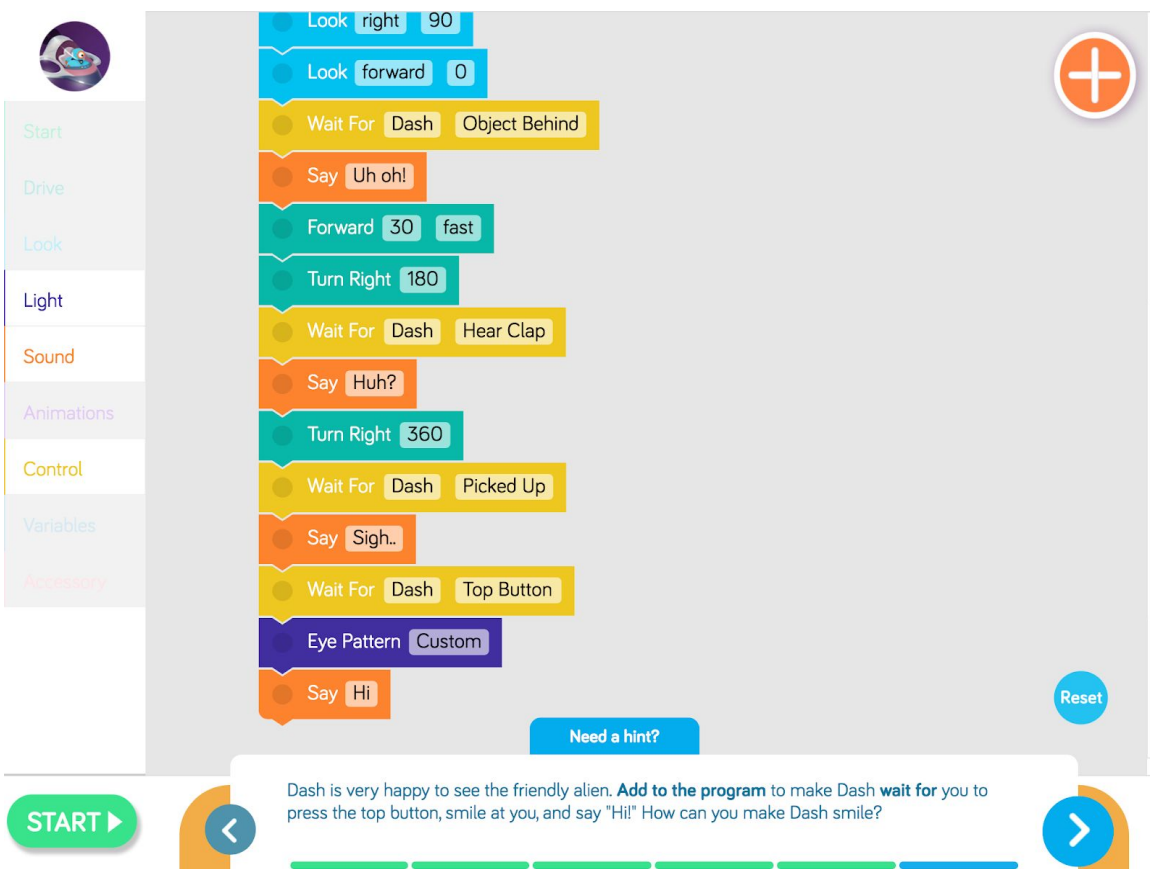 Look right 90
Look forward 0
Wait For Dash Object Behind
Say Uh oh!
Forward 30 fast
Turn Right 180
Wait For Dash Hear Clap
Say Huh?
Turn Right 360
Wait For Dash Picked Up
Say Sigh..
Wait For Dash Top Button
Eye Pattern Custom
Say Hi
Start
Drive
Look
Light
Sound
Animations
Control
Variables
Accessory
Reset
Need a hint?
Dash is very happy to see the friendly alien. Add to the program to make Dash wait for you to
press the top button, smile at you, and say "Hi!" How can you make Dash smile?
START